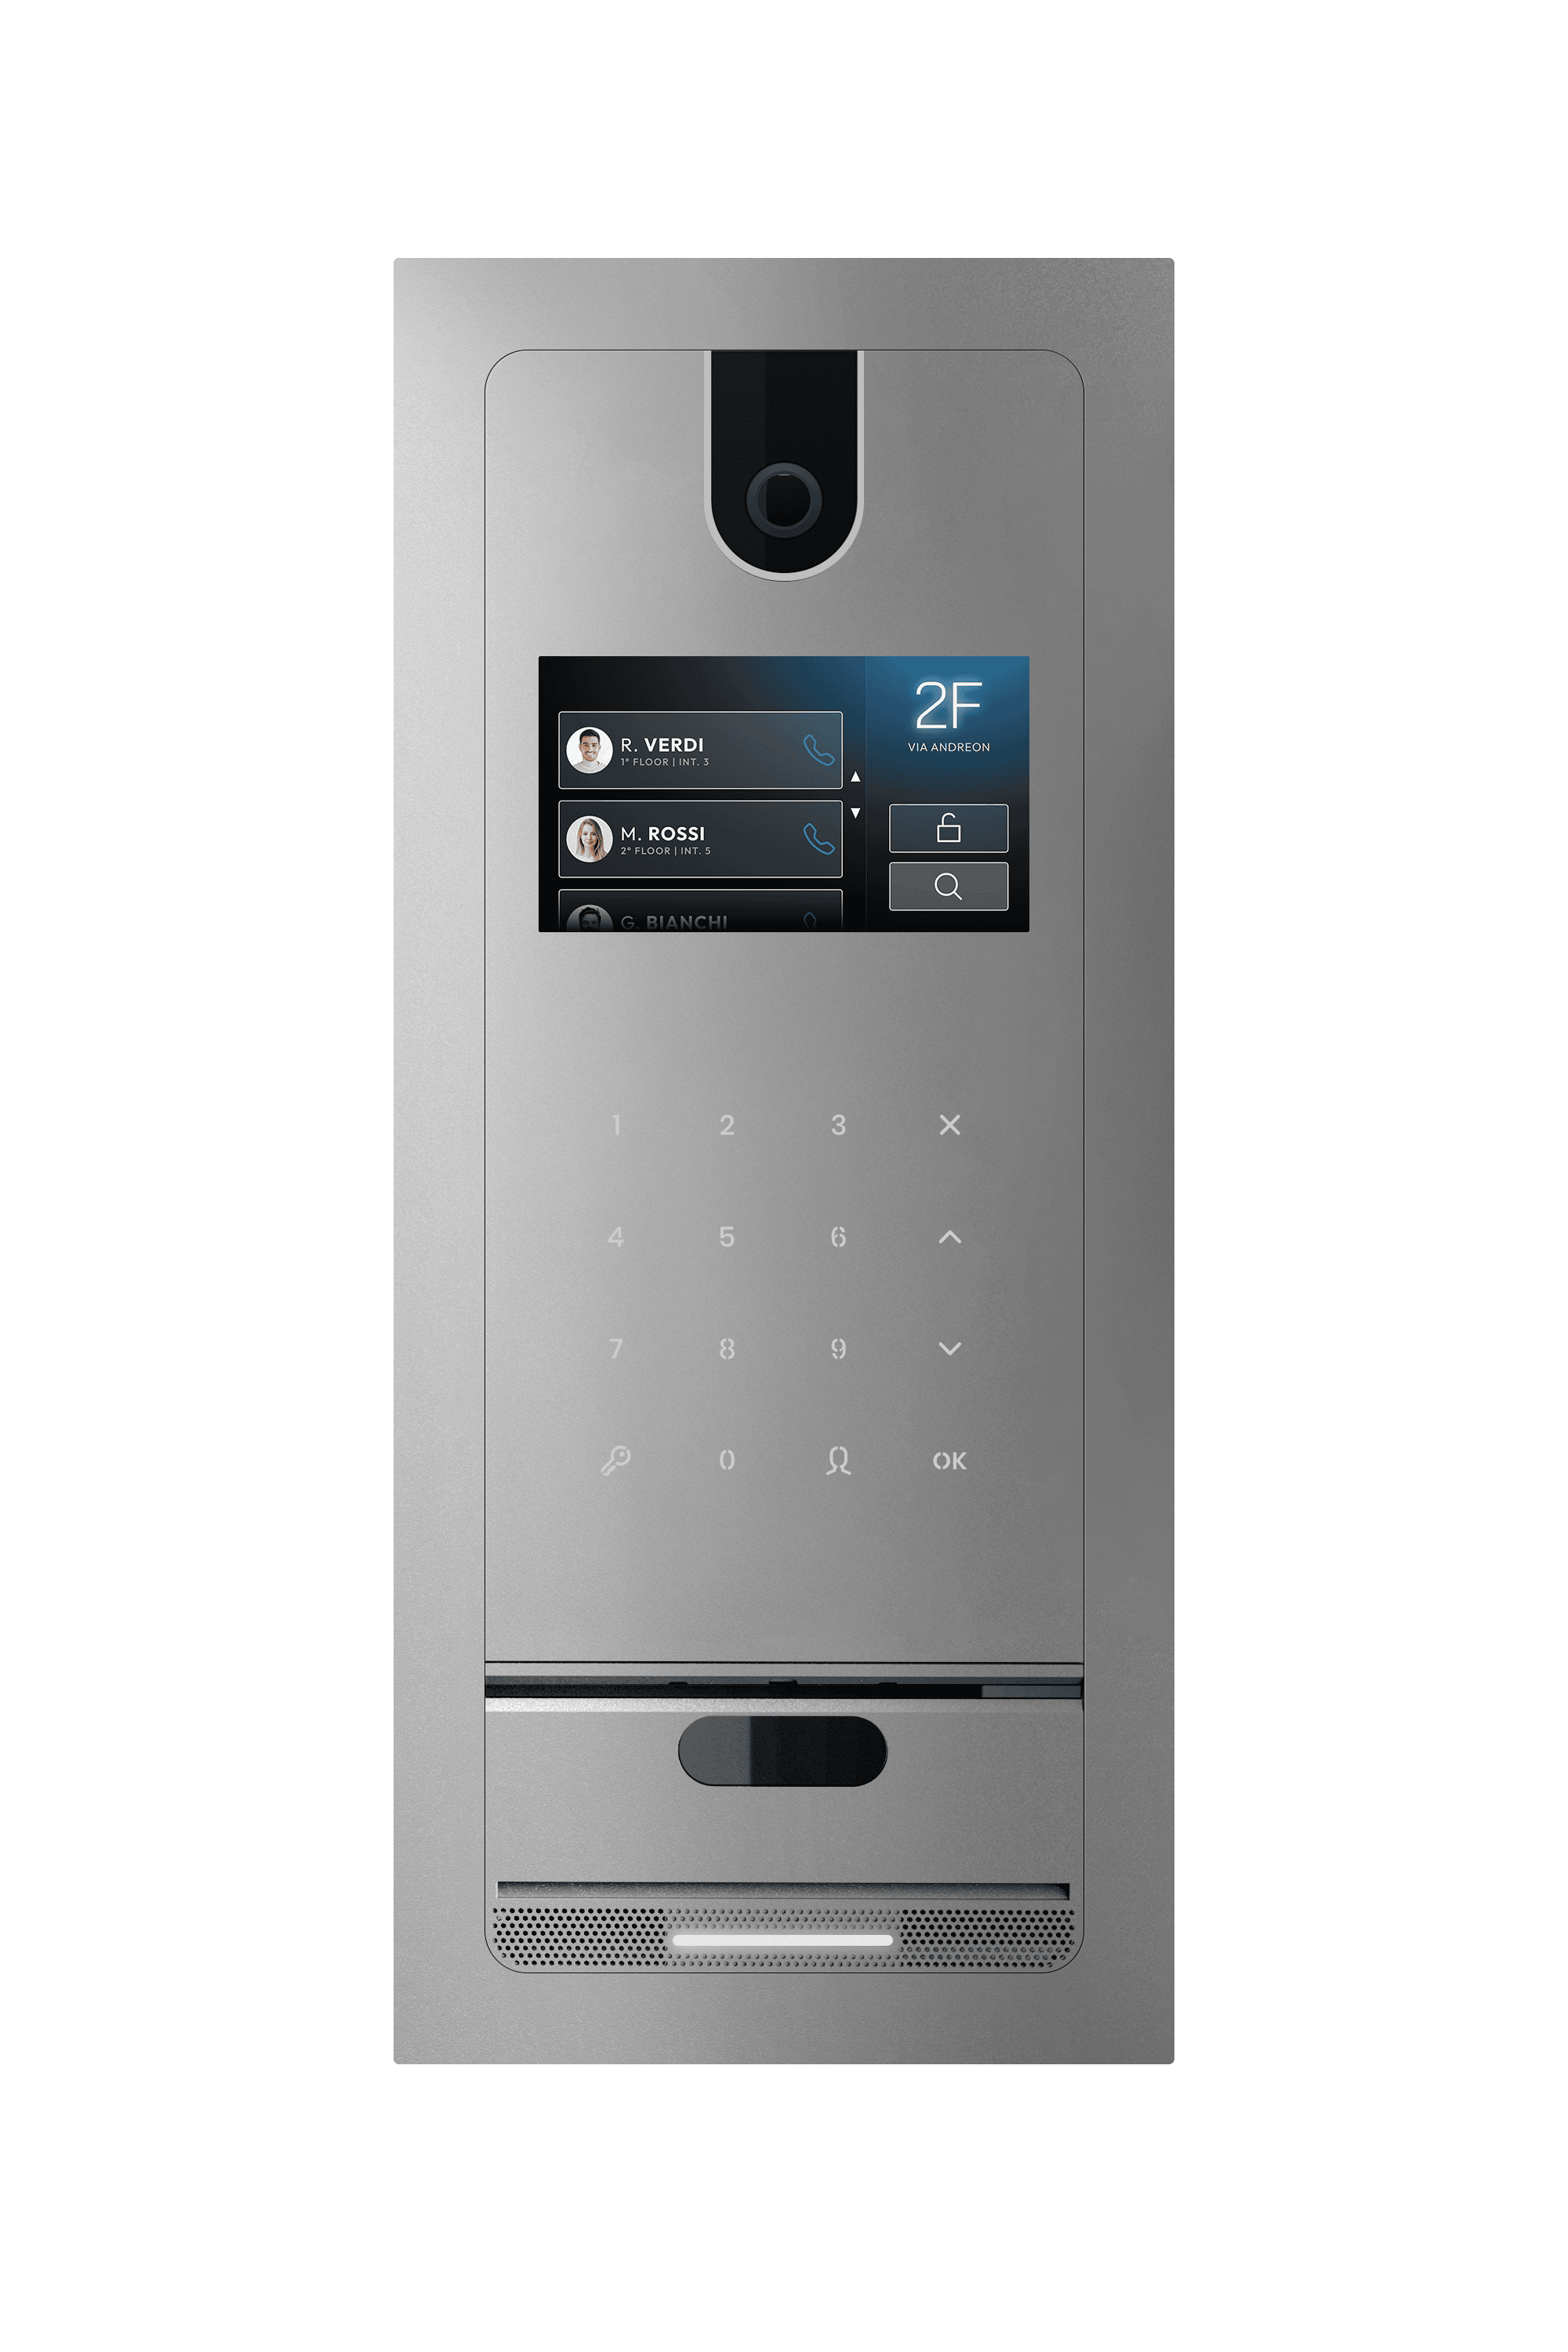 R. VERDI
1° FLOOR | INT. 3
M. ROSSI
2° FLOOR | INT. 5
G. BIANCHI
2F
VIA ANDREON
1 2 3
4 5 6
7 8 9
0 OK